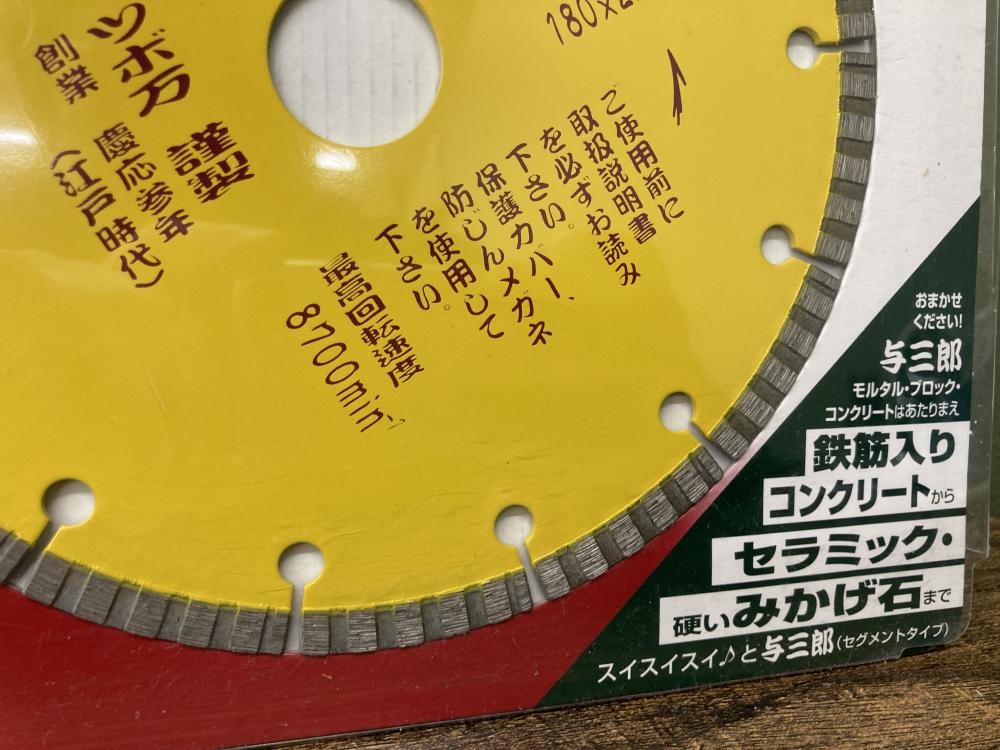 180×2
ご使用前に
取扱説明書
を必ずお読み
下さい。
保護カバー、
防じんメガネ
を使用して
下さい。
最高回転速度
8700min
ツボ万
謹製
創業
慶応参年
(江戸時代)
おまかせ
ください!
与三郎
モルタル・ブロック・
コンクリートはあたりまえ
鉄筋入り
コンクリートから
セラミック・
硬いみかげ石まで
スイスイスイ♪と与三郎(セグメントタイプ)